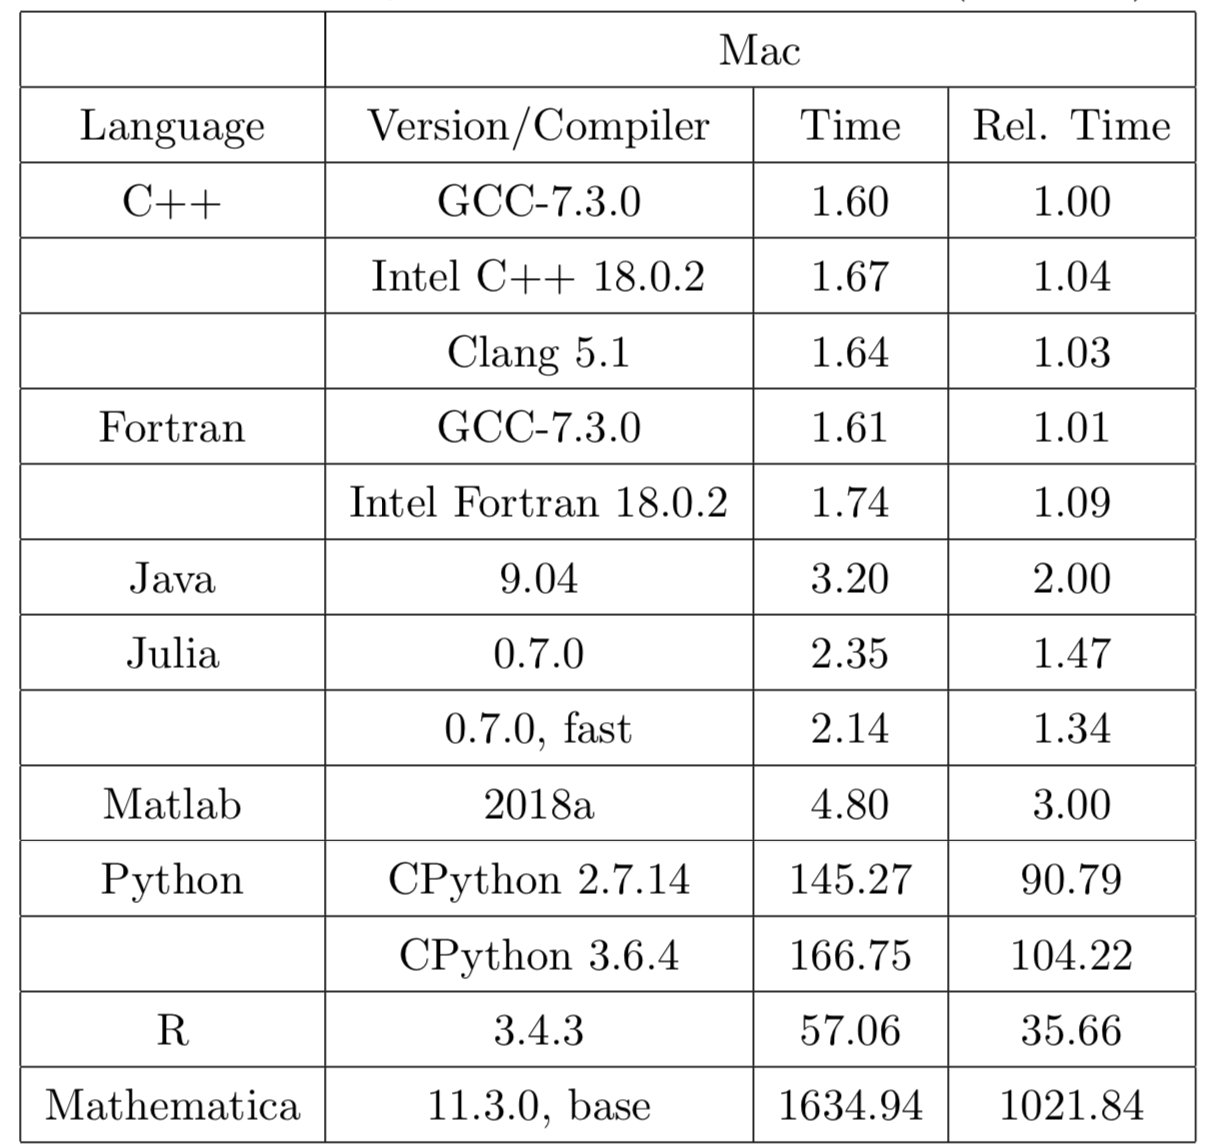 Mac
Language Version/Compiler Time Rel. Time
C++ GCC-7.3.0 1.60 1.00
Intel C++ 18.0.2 1.67 1.04
Clang 5.1 1.64 1.03
Fortran GCC-7.3.0 1.61 1.01
Intel Fortran 18.0.2 1.74 1.09
Java 9.04 3.20 2.00
Julia 0.7.0 2.35 1.47
0.7.0, fast 2.14 1.34
Matlab 2018a 4.80 3.00
Python CPython 2.7.14 145.27 90.79
CPython 3.6.4 166.75 104.22
R 3.4.3 57.06 35.66
Mathematica 11.3.0, base 1634.94 1021.84